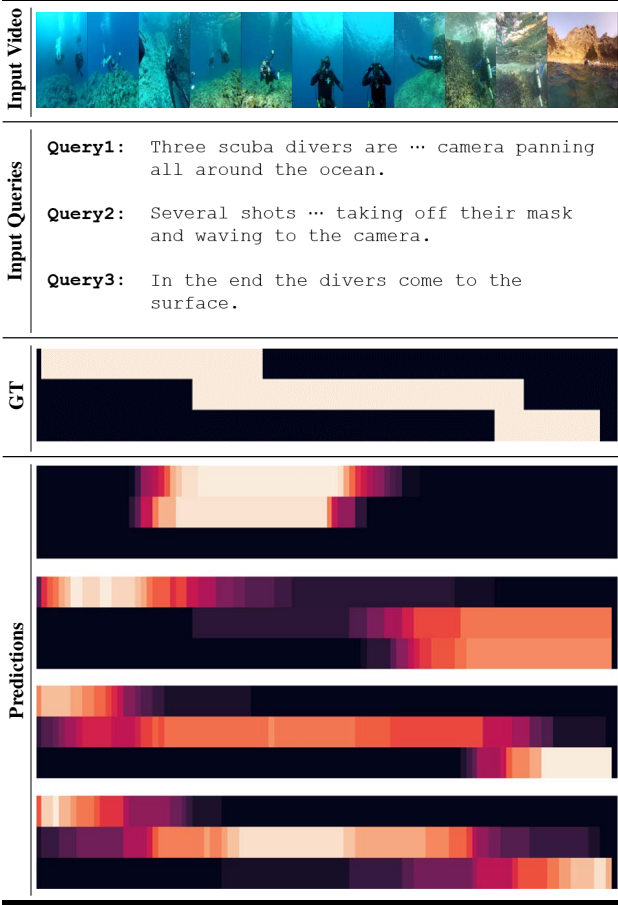 Input Video
Input Queries
Query1: Three scuba divers are ⋯ camera panning
all around the ocean.
Query2: Several shots ⋯ taking off their mask
and waving to the camera.
Query3: In the end the divers come to the
surface.
GT
Predictions